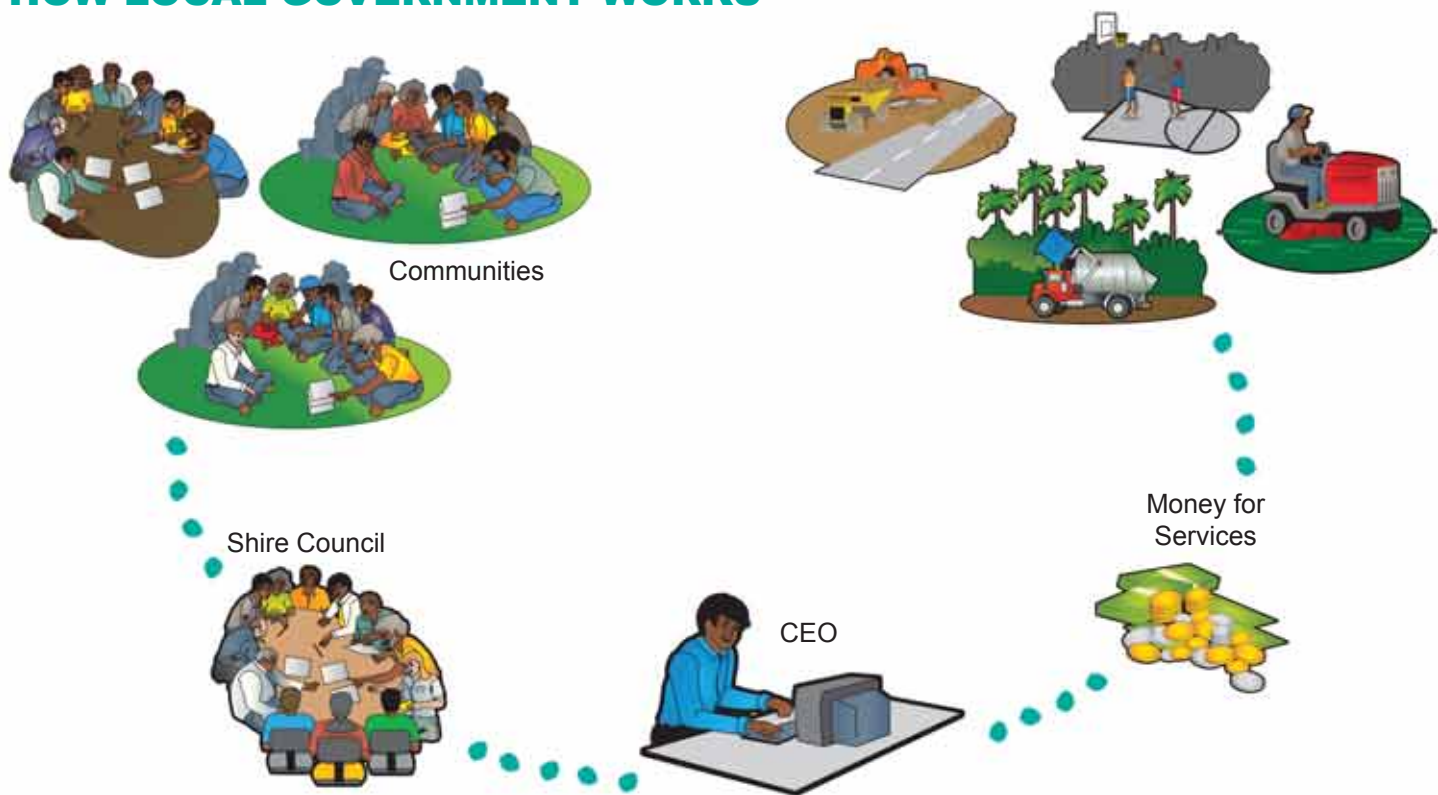 HOW LOCAL GOVERNMENT WORKS
Communities
Shire Council
CEO
Money for
Services